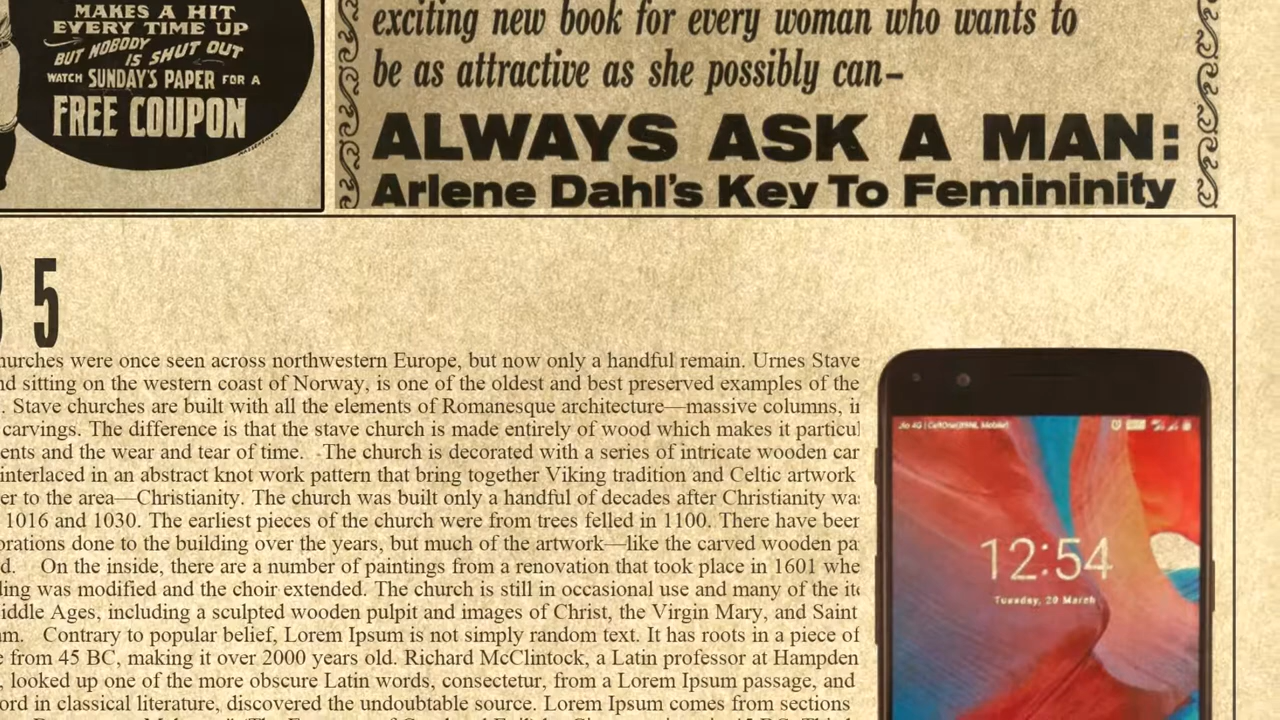 MAKES A HIT
EVERY TIME UP
BUT NOBODY
IS SHUT OUT
WATCH SUNDAY'S PAPER FOR A
FREE COUPON
exciting new book for every woman who wants to
be as attractive as she possibly can–
ALWAYS ASK A MAN:
Arlene Dahl's Key To Femininity
5
hurches were once seen across northwestern Europe, but now only a handful remain. Urnes Stave
nd sitting on the western coast of Norway, is one of the oldest and best preserved examples of the
. Stave churches are built with all the elements of Romanesque architecture—massive columns, i
carvings. The difference is that the stave church is made entirely of wood which makes it particul
ents and the wear and tear of time. The church is decorated with a series of intricate wooden car
interlaced in an abstract knot work pattern that bring together Viking tradition and Celtic artwork
er to the area—Christianity. The church was built only a handful of decades after Christianity wa
1016 and 1030. The earliest pieces of the church were from trees felled in 1100. There have beer
orations done to the building over the years, but much of the artwork—like the carved wooden pa
d. On the inside, there are a number of paintings from a renovation that took place in 1601 whe
ding was modified and the choir extended. The church is still in occasional use and many of the ite
iddle Ages, including a sculpted wooden pulpit and images of Christ, the Virgin Mary, and Saint
m. Contrary to popular belief, Lorem Ipsum is not simply random text. It has roots in a piece of
e from 45 BC, making it over 2000 years old. Richard McClintock, a Latin professor at Hampden
, looked up one of the more obscure Latin words, consectetur, from a Lorem Ipsum passage, and
ord in classical literature, discovered the undoubtable source. Lorem Ipsum comes from sections
Jio 4G | CellOne(BSNL Mobile)
12:54
Tuesday, 20 March